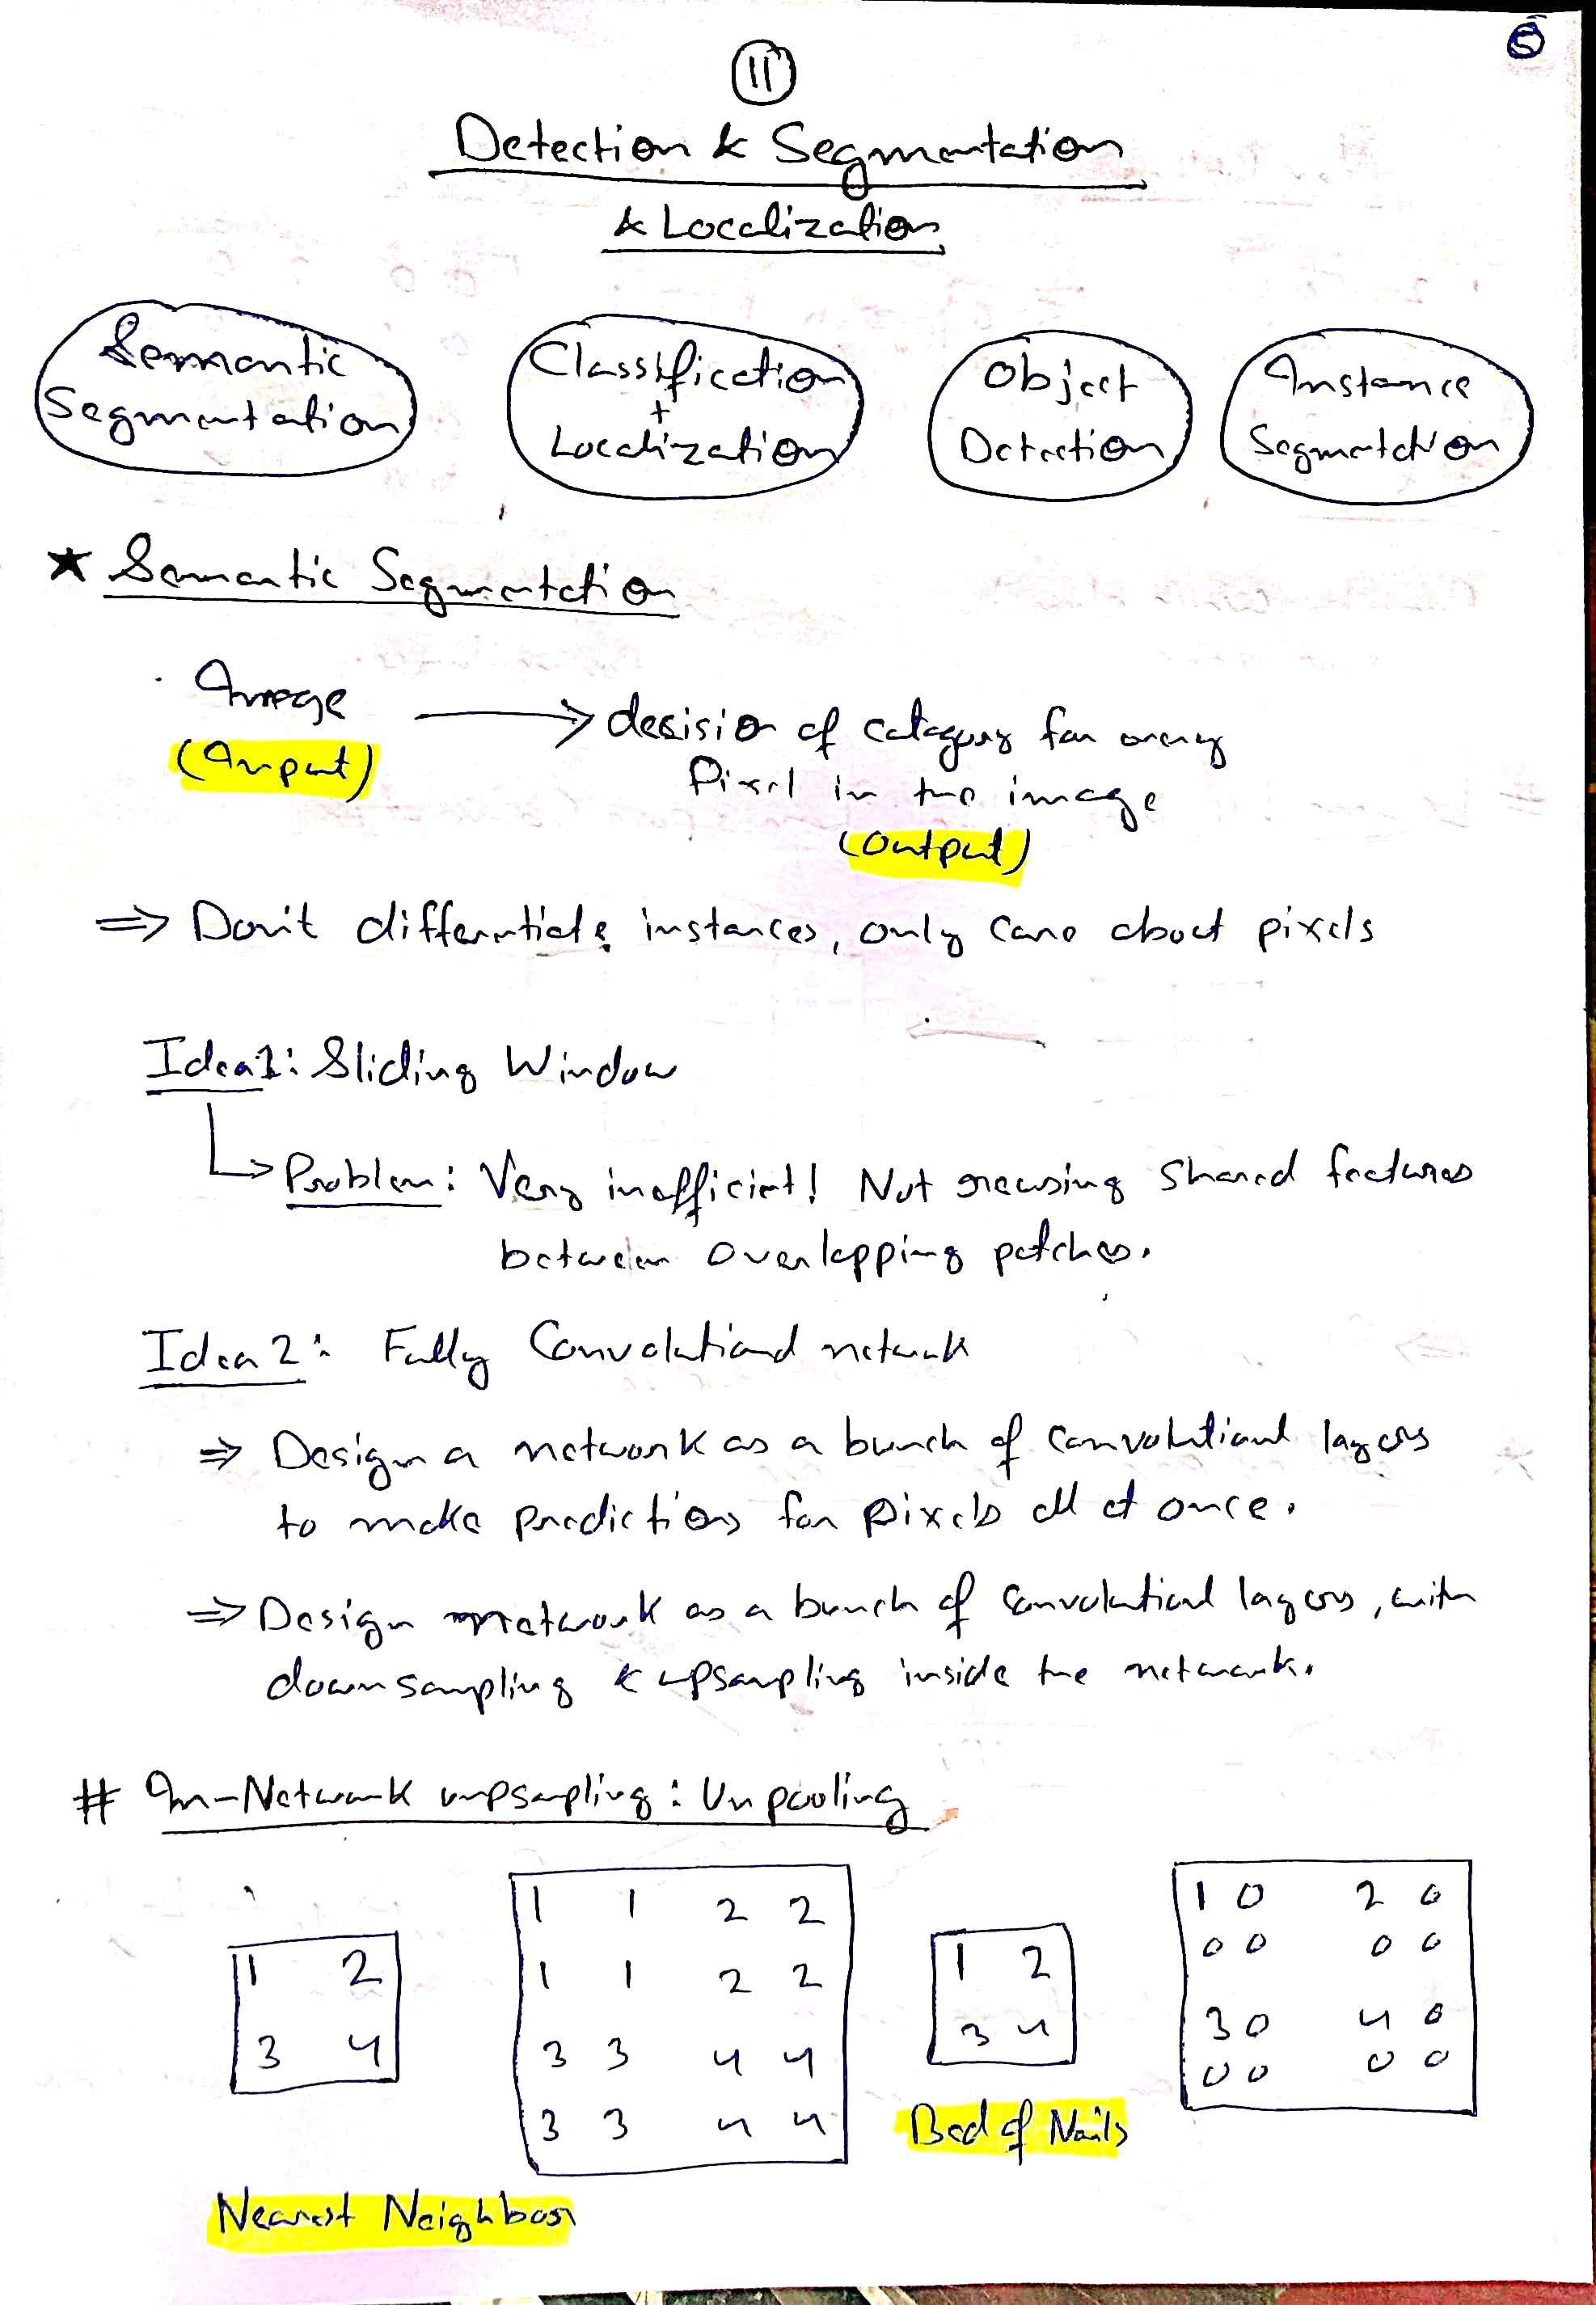 5
11
Detection & Segmentation
& Localization
Semantic Segmentation
Classification + Localization
Object Detection
Instance Segmentation
★ Semantic Segmentation
Image → decision of category for every
(Input)
Pixel in the image
(Output)
⇒ Don't differentiate instances, only care about pixels
Idea 1: Sliding Window
↳ Problem: Very inefficient! Not reusing shared features
between overlapping patches.
Idea 2: Fully Convolutional network
⇒ Design a network as a bunch of convolutional layers
to make predictions for pixels all at once.
⇒ Design network as a bunch of convolutional layers, with
downsampling & upsampling inside the network.
# In-Network upsampling: Unpooling
1 2
3 4
1 1 2 2
1 1 2 2
3 3 4 4
3 3 4 4
Nearest Neighbor
1 2
3 4
Bed of Nails
1 0 2 0
0 0 0 0
3 0 4 0
0 0 0 0